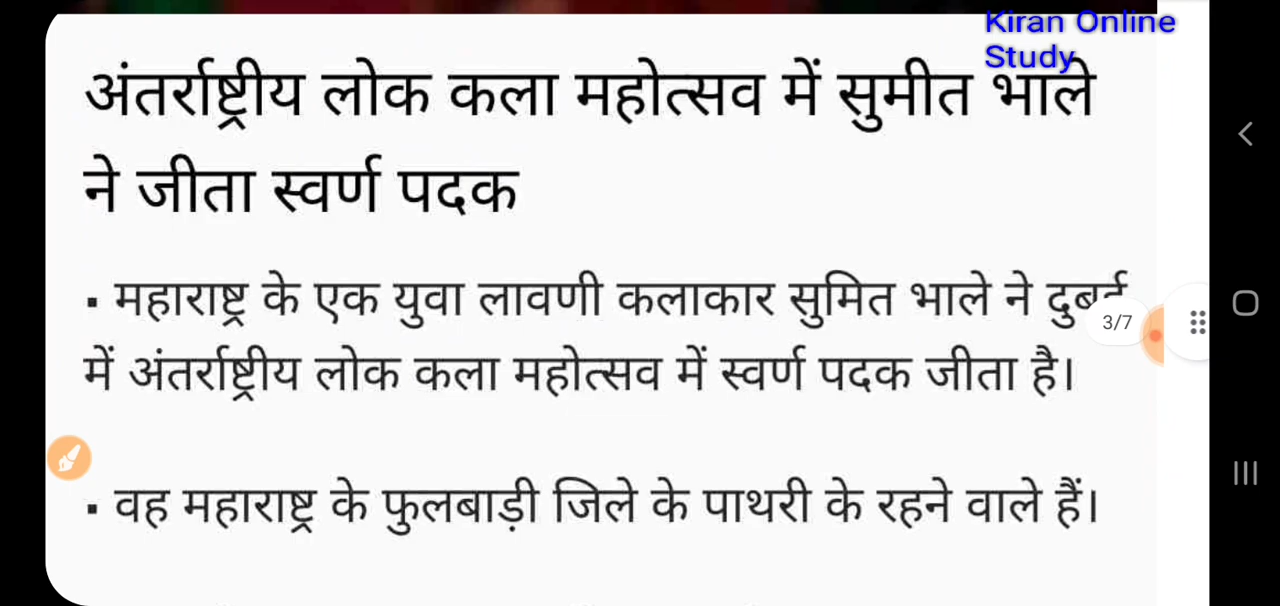 Kiran Online
Study
अंतर्राष्ट्रीय लोक कला महोत्सव में सुमीत भाले
ने जीता स्वर्ण पदक
▪ महाराष्ट्र के एक युवा लावणी कलाकार सुमित भाले ने दुबई
में अंतर्राष्ट्रीय लोक कला महोत्सव में स्वर्ण पदक जीता है।
3/7
▪ वह महाराष्ट्र के फुलबाड़ी जिले के पाथरी के रहने वाले हैं।